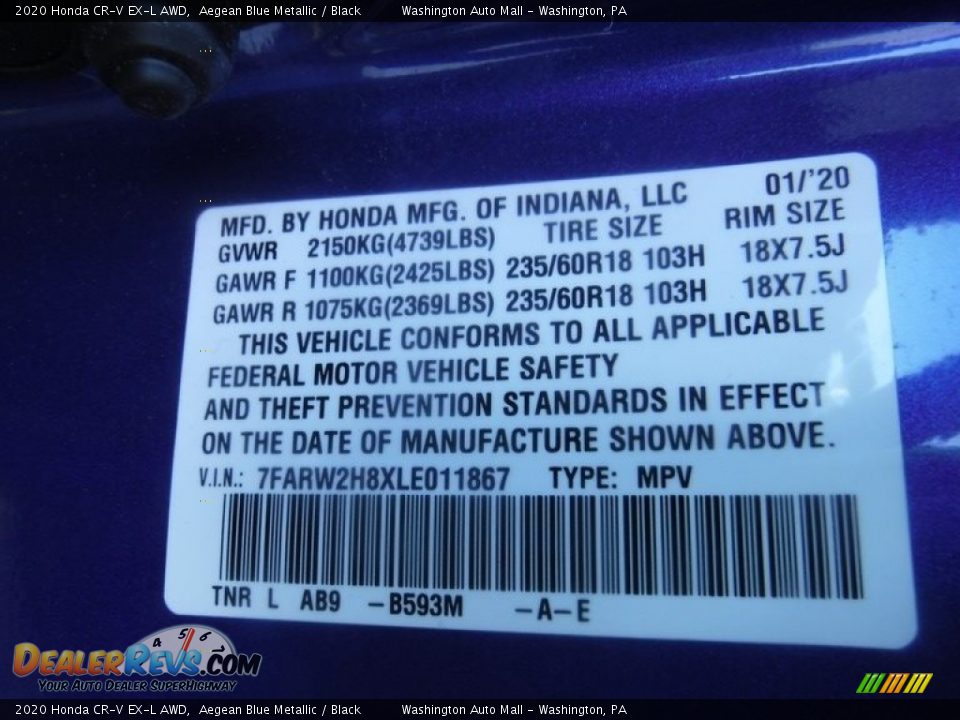 2020 Honda CR-V EX-L AWD, Aegean Blue Metallic / Black Washington Auto Mall - Washington, PA
MFD. BY HONDA MFG. OF INDIANA, LLC 01/'20
GVWR 2150KG(4739LBS) TIRE SIZE RIM SIZE
GAWR F 1100KG(2425LBS) 235/60R18 103H 18X7.5J
GAWR R 1075KG(2369LBS) 235/60R18 103H 18X7.5J
THIS VEHICLE CONFORMS TO ALL APPLICABLE
FEDERAL MOTOR VEHICLE SAFETY
AND THEFT PREVENTION STANDARDS IN EFFECT
ON THE DATE OF MANUFACTURE SHOWN ABOVE.
V.I.N.: 7FARW2H8XLE011867 TYPE: MPV
TNR L AB9 -B593M -A-E
4 5 6
DEALERREVS.COM
YOUR AUTO DEALER SUPERHIGHWAY
2020 Honda CR-V EX-L AWD, Aegean Blue Metallic / Black Washington Auto Mall - Washington, PA